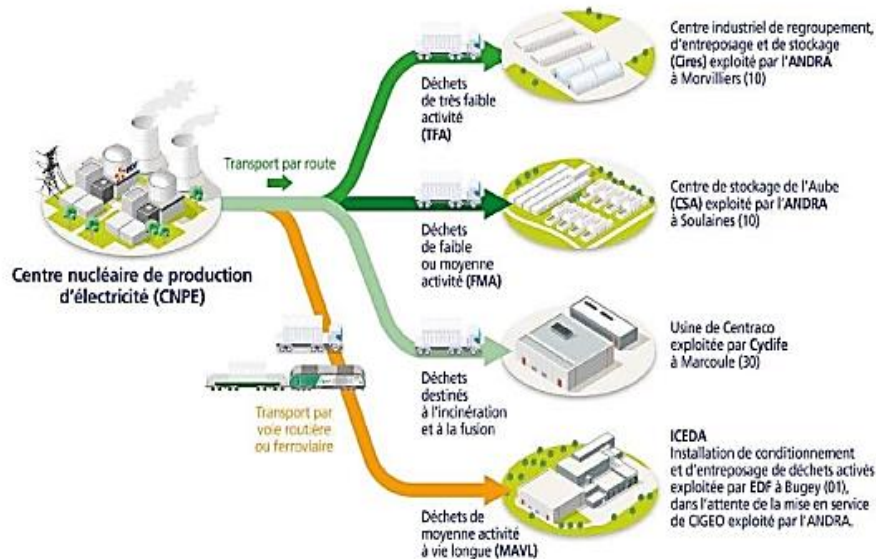 Centre industriel de regroupement,
d'entreposage et de stockage
(Cires) exploité par l'ANDRA
à Morvilliers (10)
Déchets
de très faible
activité
(TFA)
Transport par route
EDF
Centre nucléaire de production
d'électricité (CNPE)
Centre de stockage de l'Aube
(CSA) exploité par l'ANDRA
à Soulaines (10)
Déchets
de faible
ou moyenne
activité (FMA)
Usine de Centraco
exploitée par Cyclife
à Marcoule (30)
Déchets
destinés
à l'incinération
et à la fusion
Transport par
voie routière
ou ferroviaire
ICEDA
Installation de conditionnement
et d'entreposage de déchets activés
exploitée par EDF à Bugey (01),
dans l'attente de la mise en service
de CIGEO exploité par l'ANDRA.
Déchets de
moyenne activité
à vie longue (MAVL)